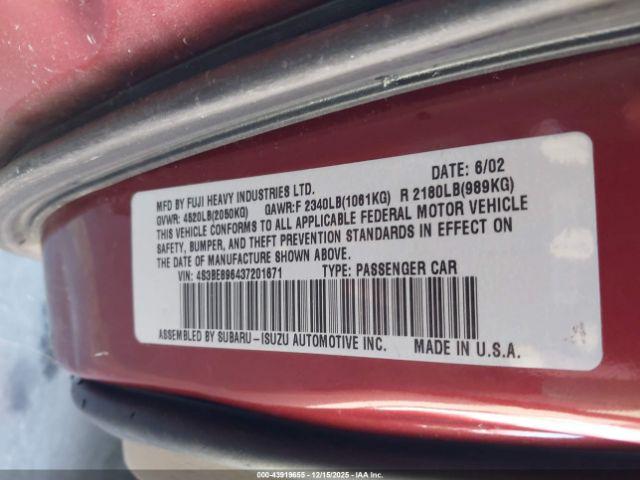 MFD BY FUJI HEAVY INDUSTRIES LTD. DATE: 6/02
GVWR: 4520LB(2050KG) GAWR:F 2340LB(1061KG) R 2180LB(989KG)
THIS VEHICLE CONFORMS TO ALL APPLICABLE FEDERAL MOTOR VEHICLE
SAFETY, BUMPER, AND THEFT PREVENTION STANDARDS IN EFFECT ON
THE DATE OF MANUFACTURE SHOWN ABOVE.
VIN: 4S3BE896437201671 TYPE: PASSENGER CAR
ASSEMBLED BY SUBARU-ISUZU AUTOMOTIVE INC. MADE IN U.S.A.
000-43919655 - 12/15/2025 - IAA Inc.